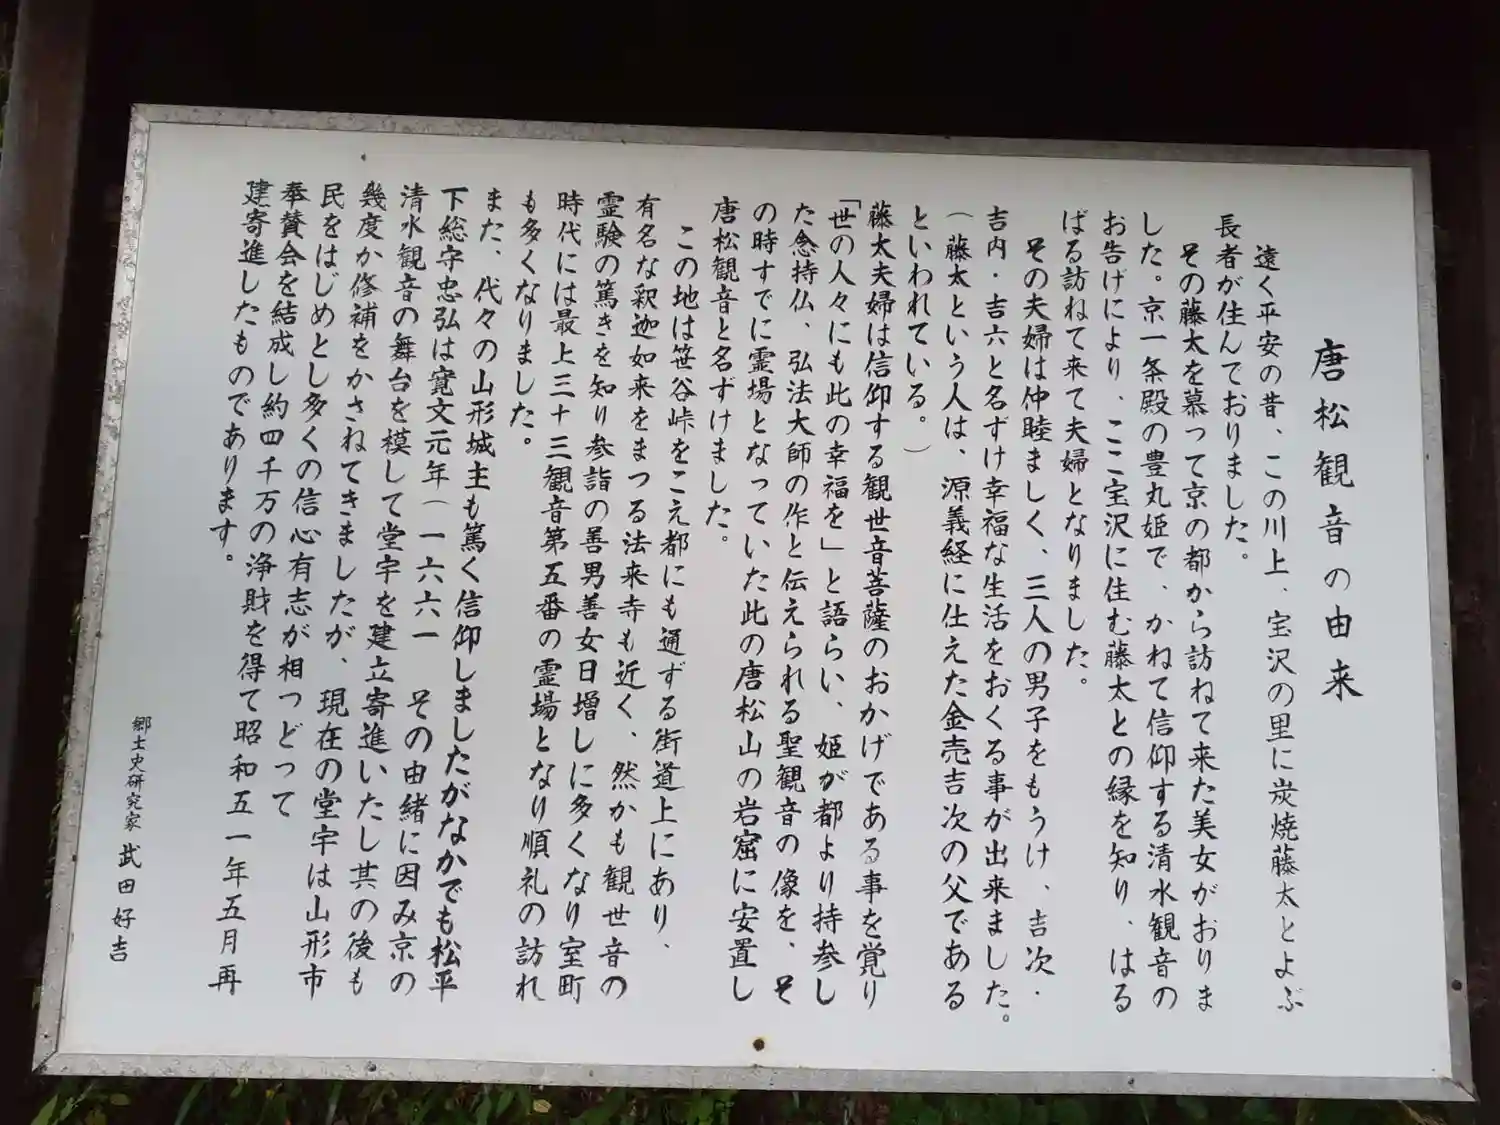 唐松観音の由来
遠く平安の昔、この川上、宝沢の里に炭焼藤太とよぶ
長者が住んでおりました。
その藤太を慕って京の都から訪ねて来た美女がおりま
した。京一条殿の豊丸姫で、かねて信仰する清水観音の
お告げにより、ここ宝沢に住む藤太との縁を知り、はる
ばる訪ねて来て夫婦となりました。
その夫婦は仲睦ましく、三人の男子をもうけ、吉次・
吉内・吉六と名ずけ幸福な生活をおくる事が出来ました。
（藤太という人は、源義経に仕えた金売吉次の父である
といわれている。）
藤太夫婦は信仰する観世音菩薩のおかげである事を覚り
「世の人々にも此の幸福を」と語らい、姫が都より持参し
た念持仏、弘法大師の作と伝えられる聖観音の像を、そ
の時すでに霊場となっていた此の唐松山の岩窟に安置し
唐松観音と名ずけました。
この地は笹谷峠をこえ都にも通ずる街道上にあり、
有名な釈迦如来をまつる法来寺も近く、然かも観世音の
霊験の篤きを知り参詣の善男善女日増しに多くなり室町
時代には最上三十三観音第五番の霊場となり順礼の訪れ
も多くなりました。
また、代々の山形城主も篤く信仰しましたがなかでも松平
下総守忠弘は寛文元年（一六六一　その由緒に因み京の
清水観音の舞台を模して堂宇を建立寄進いたし其の後も
幾度か修補をかさねてきましたが、現在の堂宇は山形市
民をはじめとし多くの信心有志が相つどって
奉賛会を結成し約四千万の浄財を得て昭和五一年五月再
建寄進したものであります。
郷土史研究家 武田好吉